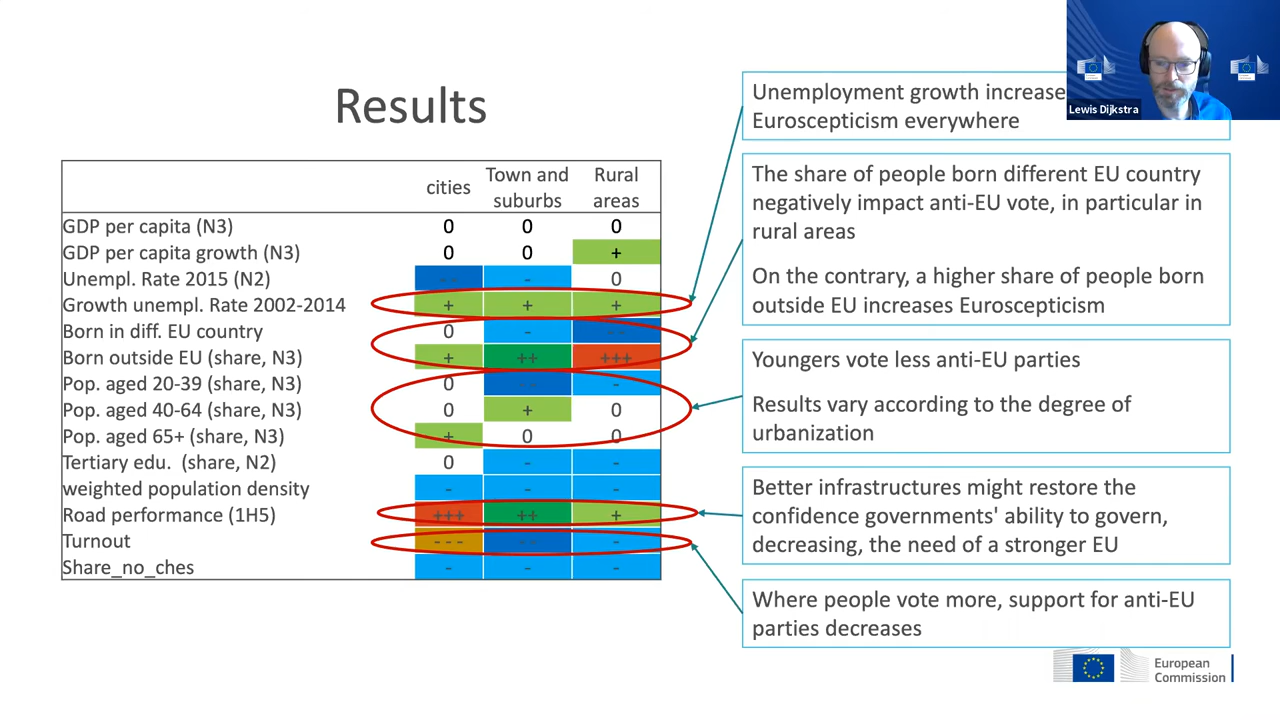 Results
cities Town and suburbs Rural areas
GDP per capita (N3) 0 0 0
GDP per capita growth (N3) 0 0 +
Unempl. Rate 2015 (N2) -- - 0
Growth unempl. Rate 2002-2014 + + +
Born in diff. EU country 0 - --
Born outside EU (share, N3) + ++ +++
Pop. aged 20-39 (share, N3) 0 -- -
Pop. aged 40-64 (share, N3) 0 + 0
Pop. aged 65+ (share, N3) + 0 0
Tertiary edu. (share, N2) 0 - -
weighted population density - - -
Road performance (1H5) +++ ++ +
Turnout --- -- -
Share_no_ches - - -
Unemployment growth increase
Euroscepticism everywhere
The share of people born different EU country
negatively impact anti-EU vote, in particular in
rural areas
On the contrary, a higher share of people born
outside EU increases Euroscepticism
Youngers vote less anti-EU parties
Results vary according to the degree of
urbanization
Better infrastructures might restore the
confidence governments' ability to govern,
decreasing, the need of a stronger EU
Where people vote more, support for anti-EU
parties decreases
Lewis Dijkstra
European
Commission